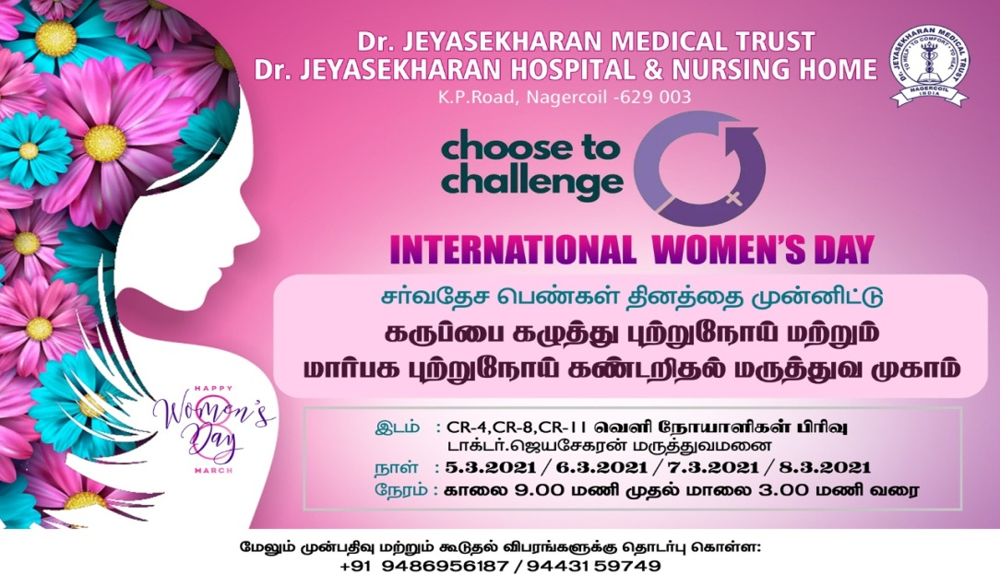 Dr. JEYASEKHARAN MEDICAL TRUST
Dr. JEYASEKHARAN HOSPITAL & NURSING HOME
K.P.Road, Nagercoil -629 003
Dr. JEYASEKHARAN MEDICAL TRUST
TO HELP · TO COMFORT · TO HEAL
NAGERCOIL
INDIA
choose to
challenge
INTERNATIONAL WOMEN'S DAY
சர்வதேச பெண்கள் தினத்தை முன்னிட்டு
கருப்பை கழுத்து புற்றுநோய் மற்றும்
மார்பக புற்றுநோய் கண்டறிதல் மருத்துவ முகாம்
HAPPY
8
Women's
Day
MARCH
இடம் : CR-4,CR-8,CR-11 வெளி நோயாளிகள் பிரிவு
டாக்டர்.ஜெயசேகரன் மருத்துவமனை
நாள் : 5.3.2021 / 6.3.2021 / 7.3.2021 / 8.3.2021
நேரம் : காலை 9.00 மணி முதல் மாலை 3.00 மணி வரை
மேலும் முன்பதிவு மற்றும் கூடுதல் விபரங்களுக்கு தொடர்பு கொள்ள:
+91 9486956187 / 9443159749